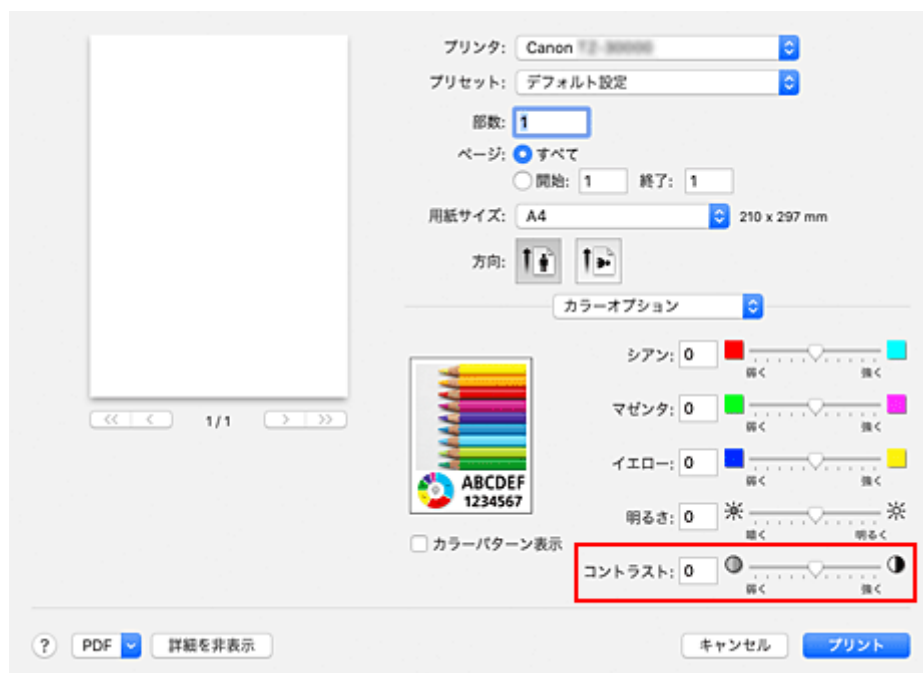 プリンタ: Canon
プリセット: デフォルト設定
部数: 1
ページ: すべて
開始: 1 終了: 1
用紙サイズ: A4 210 x 297 mm
方向:
カラーオプション
シアン: 0
弱く 強く
マゼンタ: 0
弱く 強く
イエロー: 0
弱く 強く
明るさ: 0
暗く 明るく
コントラスト: 0
弱く 強く
ABCDEF
1234567
カラーパターン表示
<< < 1/1 > >>
? PDF 詳細を非表示 キャンセル プリント